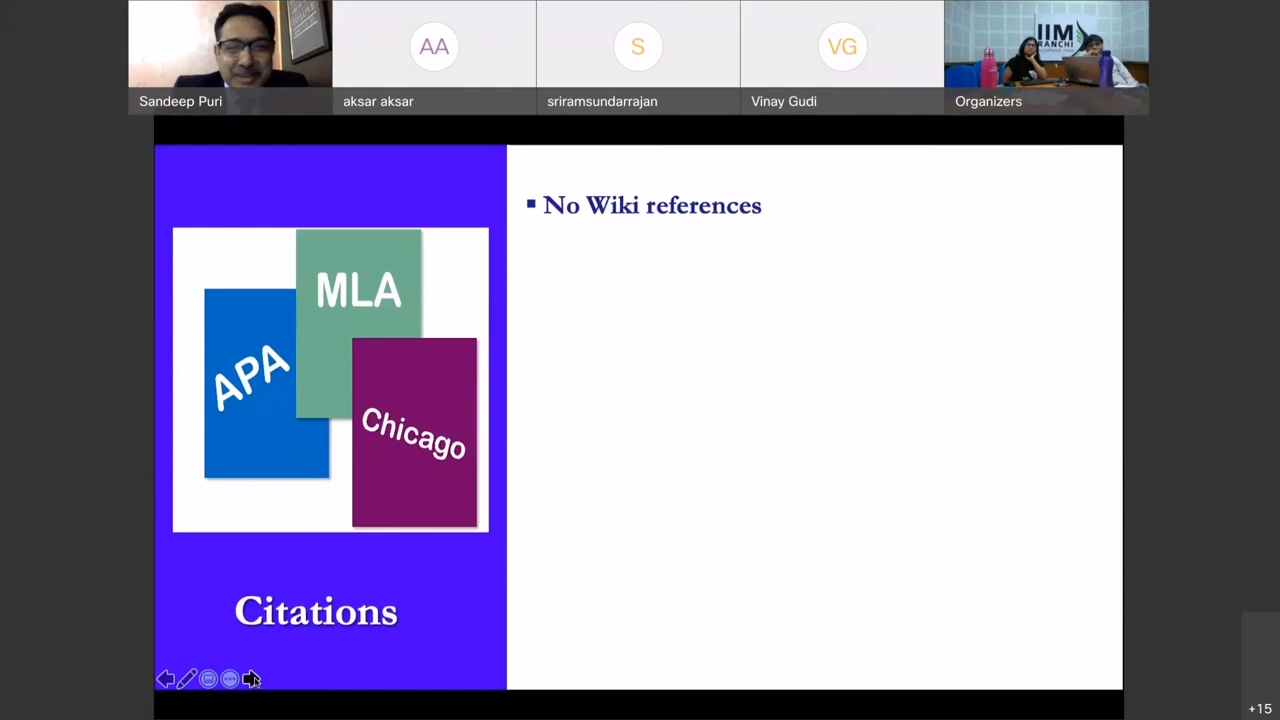 AA
S
VG
IIM
RANCHI
Sandeep Puri
aksar aksar
sriramsundarrajan
Vinay Gudi
Organizers
No Wiki references
MLA
APA
Chicago
Citations
+15